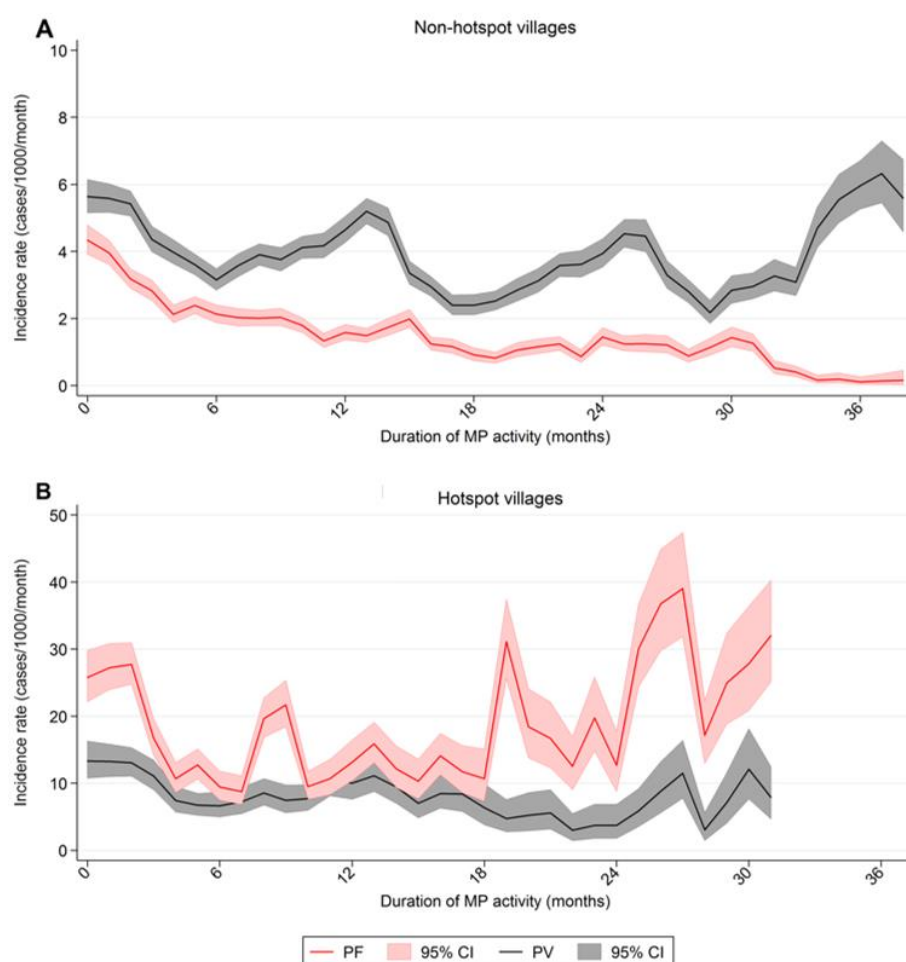 A
Non-hotspot villages
10
8
6
4
2
0
Incidence rate (cases/1000/month)
0 6 12 18 24 30 36
Duration of MP activity (months)
B
Hotspot villages
50
40
30
20
10
0
Incidence rate (cases/1000/month)
0 6 12 18 24 30 36
Duration of MP activity (months)
PF 95% CI PV 95% CI